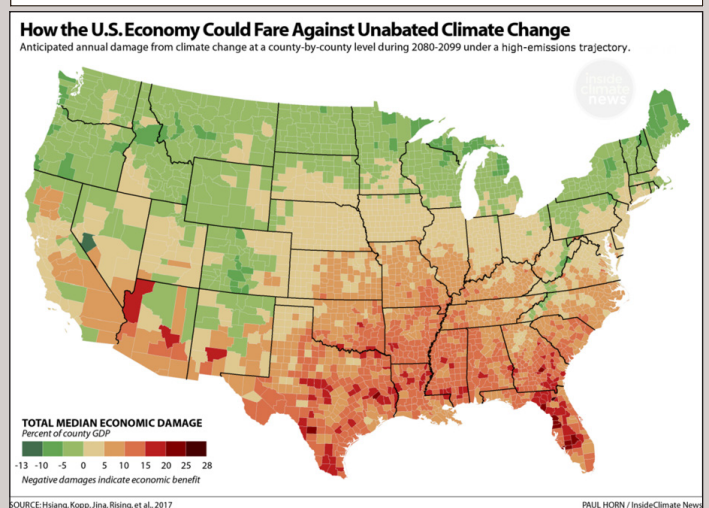 How the U.S. Economy Could Fare Against Unabated Climate Change
Anticipated annual damage from climate change at a county-by-county level during 2080-2099 under a high-emissions trajectory.
inside
climate
news
TOTAL MEDIAN ECONOMIC DAMAGE
Percent of county GDP
-13 -10 -5 0 5 10 15 20 25 28
Negative damages indicate economic benefit
SOURCE: Hsiang, Kopp, Jina, Rising, et al., 2017
PAUL HORN / InsideClimate News